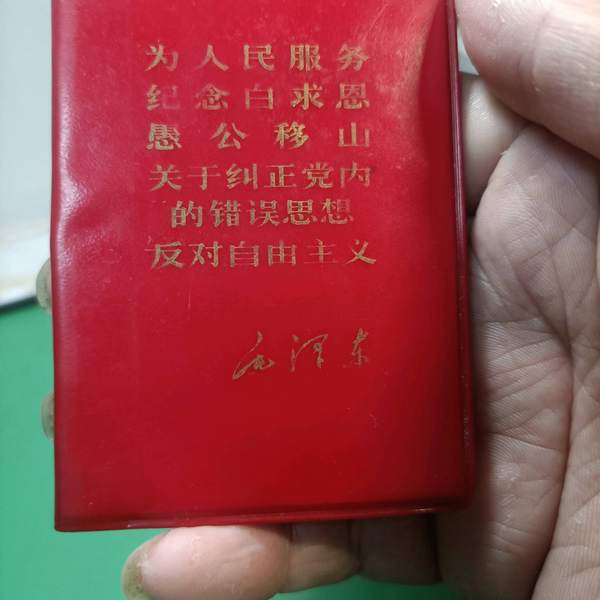 为人民服务
纪念白求恩
愚公移山
关于纠正党内
的错误思想
反对自由主义
毛泽东